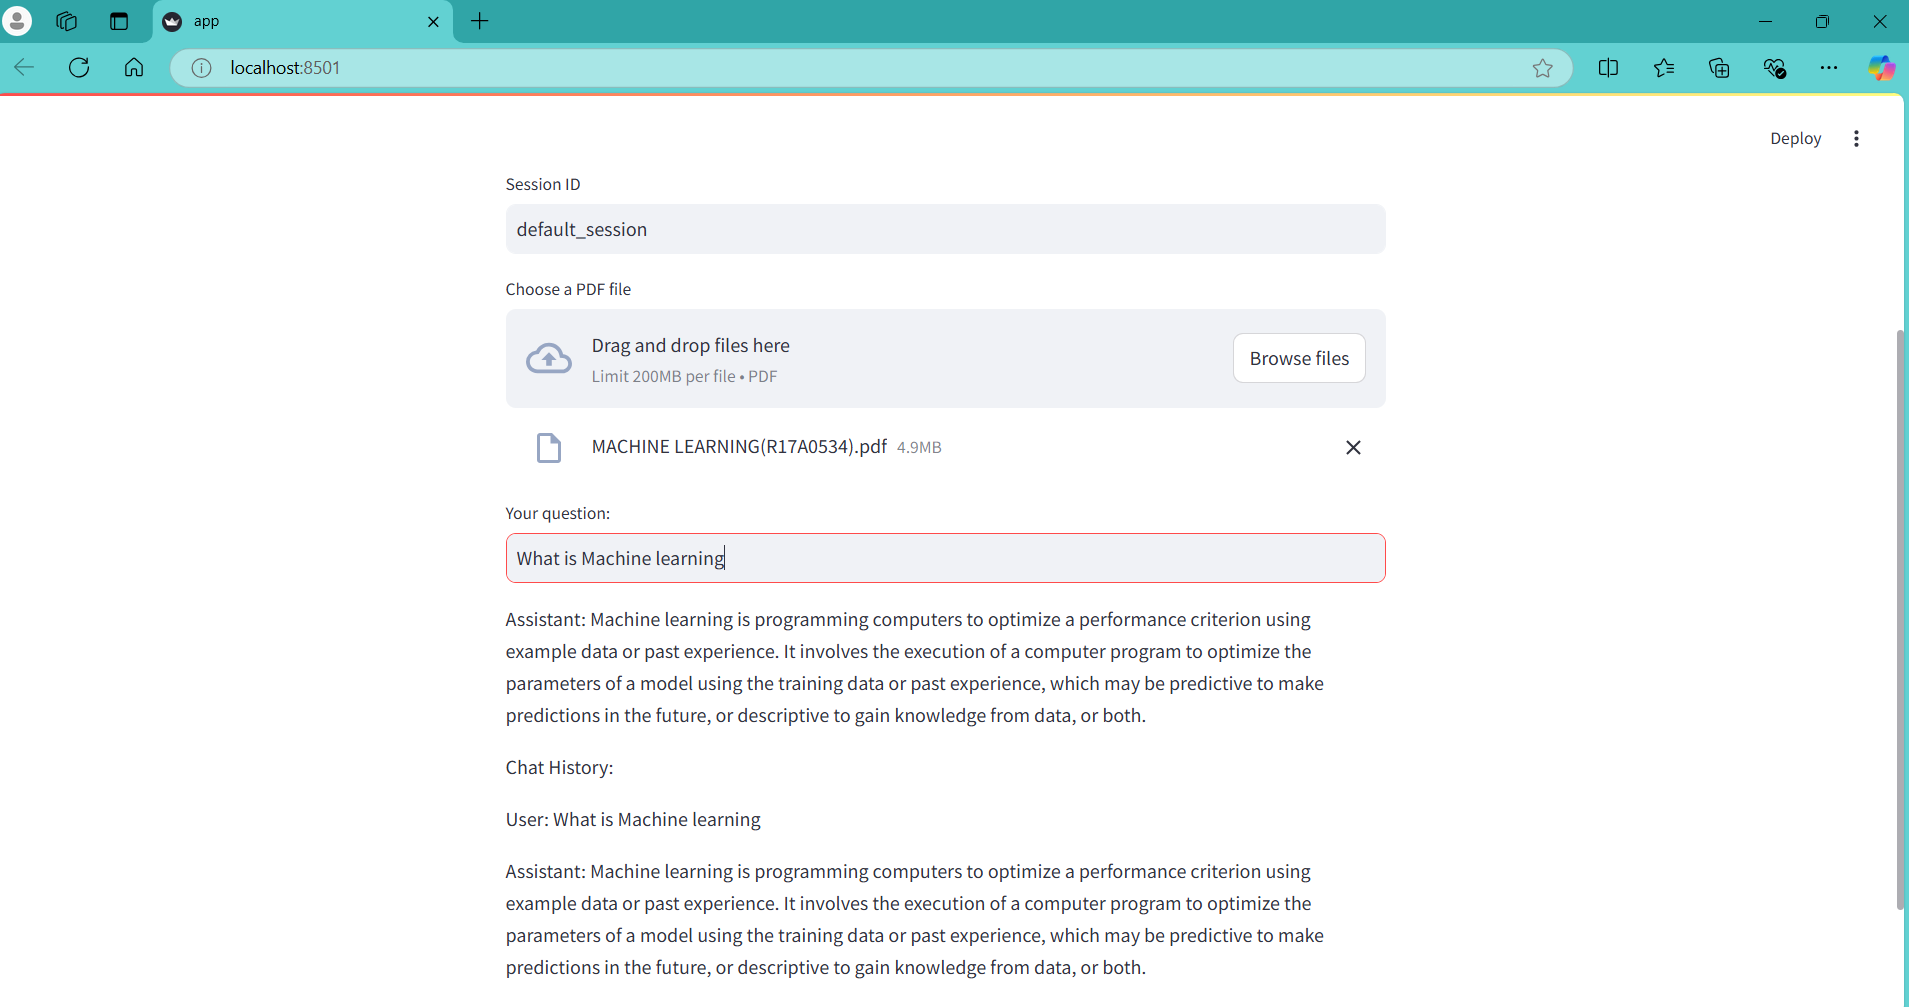 app
localhost:8501
Deploy
Session ID
default_session
Choose a PDF file
Drag and drop files here
Limit 200MB per file • PDF
Browse files
MACHINE LEARNING(R17A0534).pdf 4.9MB
Your question:
What is Machine learning
Assistant: Machine learning is programming computers to optimize a performance criterion using
example data or past experience. It involves the execution of a computer program to optimize the
parameters of a model using the training data or past experience, which may be predictive to make
predictions in the future, or descriptive to gain knowledge from data, or both.
Chat History:
User: What is Machine learning
Assistant: Machine learning is programming computers to optimize a performance criterion using
example data or past experience. It involves the execution of a computer program to optimize the
parameters of a model using the training data or past experience, which may be predictive to make
predictions in the future, or descriptive to gain knowledge from data, or both.